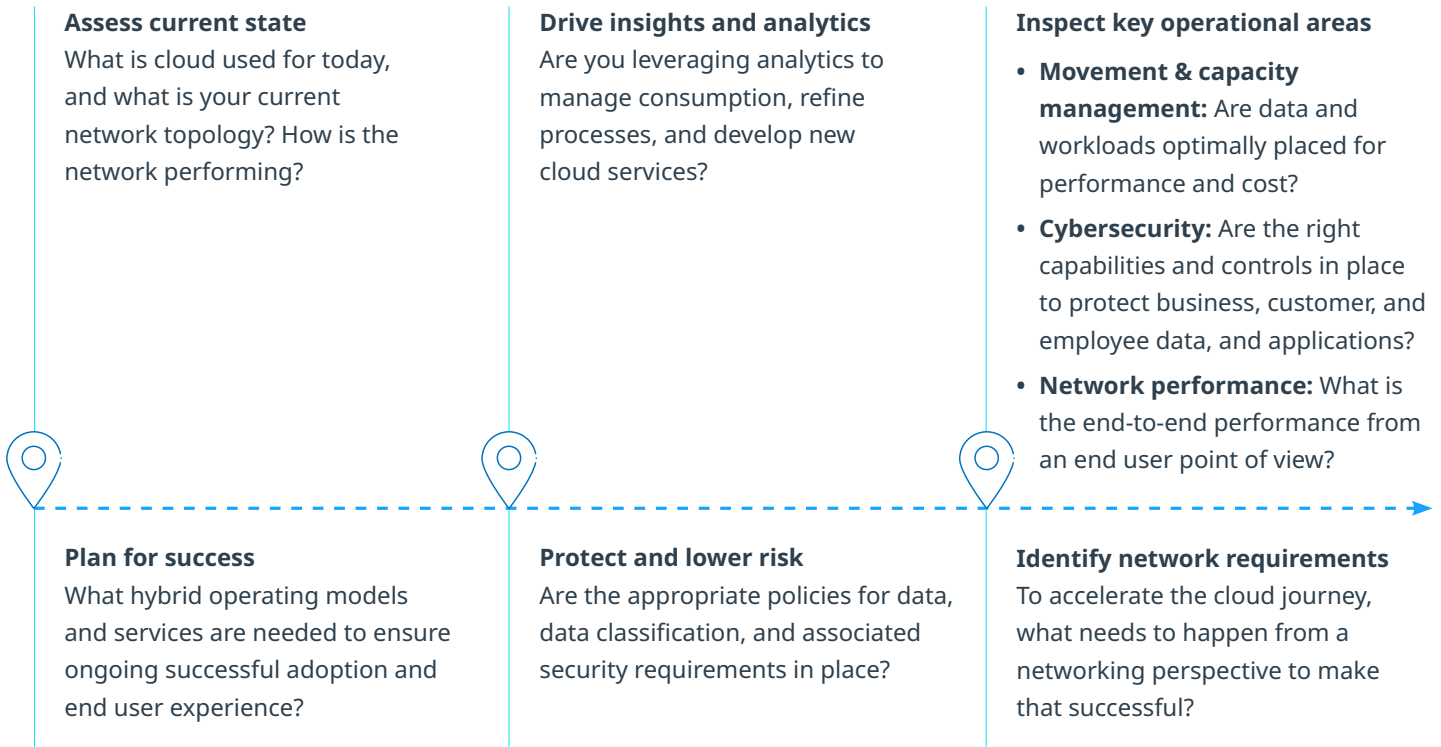 Assess current state
What is cloud used for today,
and what is your current
network topology? How is the
network performing?
Drive insights and analytics
Are you leveraging analytics to
manage consumption, refine
processes, and develop new
cloud services?
Inspect key operational areas
• Movement & capacity
management: Are data and
workloads optimally placed for
performance and cost?
• Cybersecurity: Are the right
capabilities and controls in place
to protect business, customer, and
employee data, and applications?
• Network performance: What is
the end-to-end performance from
an end user point of view?
Plan for success
What hybrid operating models
and services are needed to ensure
ongoing successful adoption and
end user experience?
Protect and lower risk
Are the appropriate policies for data,
data classification, and associated
security requirements in place?
Identify network requirements
To accelerate the cloud journey,
what needs to happen from a
networking perspective to make
that successful?